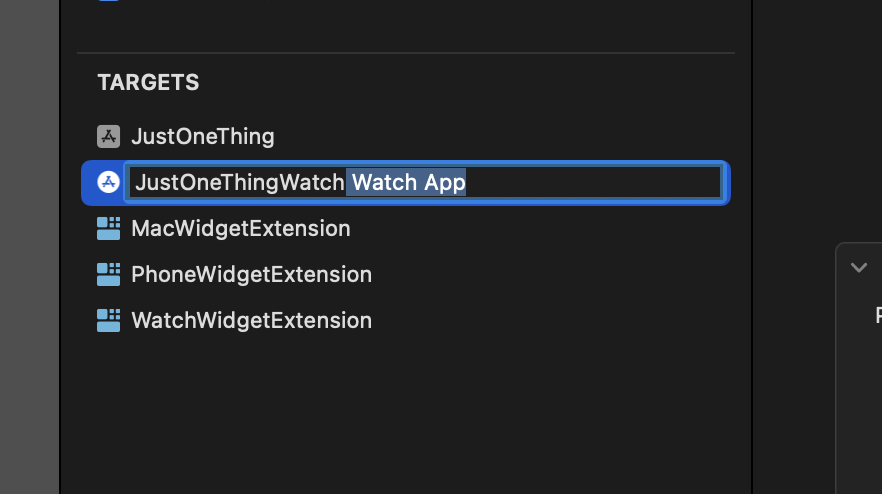 TARGETS
JustOneThing
JustOneThingWatch Watch App
MacWidgetExtension
PhoneWidgetExtension
WatchWidgetExtension